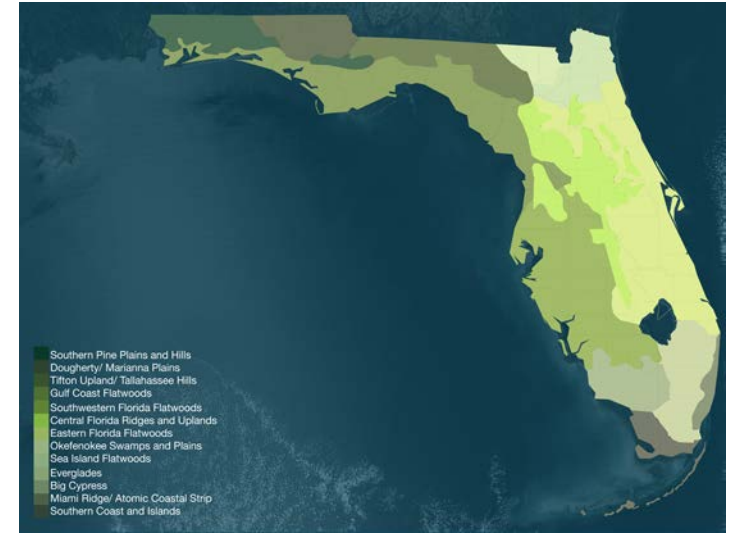 Southern Pine Plains and Hills
Dougherty/ Marianna Plains
Tifton Upland/ Tallahassee Hills
Gulf Coast Flatwoods
Southwestern Florida Flatwoods
Central Florida Ridges and Uplands
Eastern Florida Flatwoods
Okefenokee Swamps and Plains
Sea Island Flatwoods
Everglades
Big Cypress
Miami Ridge/ Atomic Coastal Strip
Southern Coast and Islands